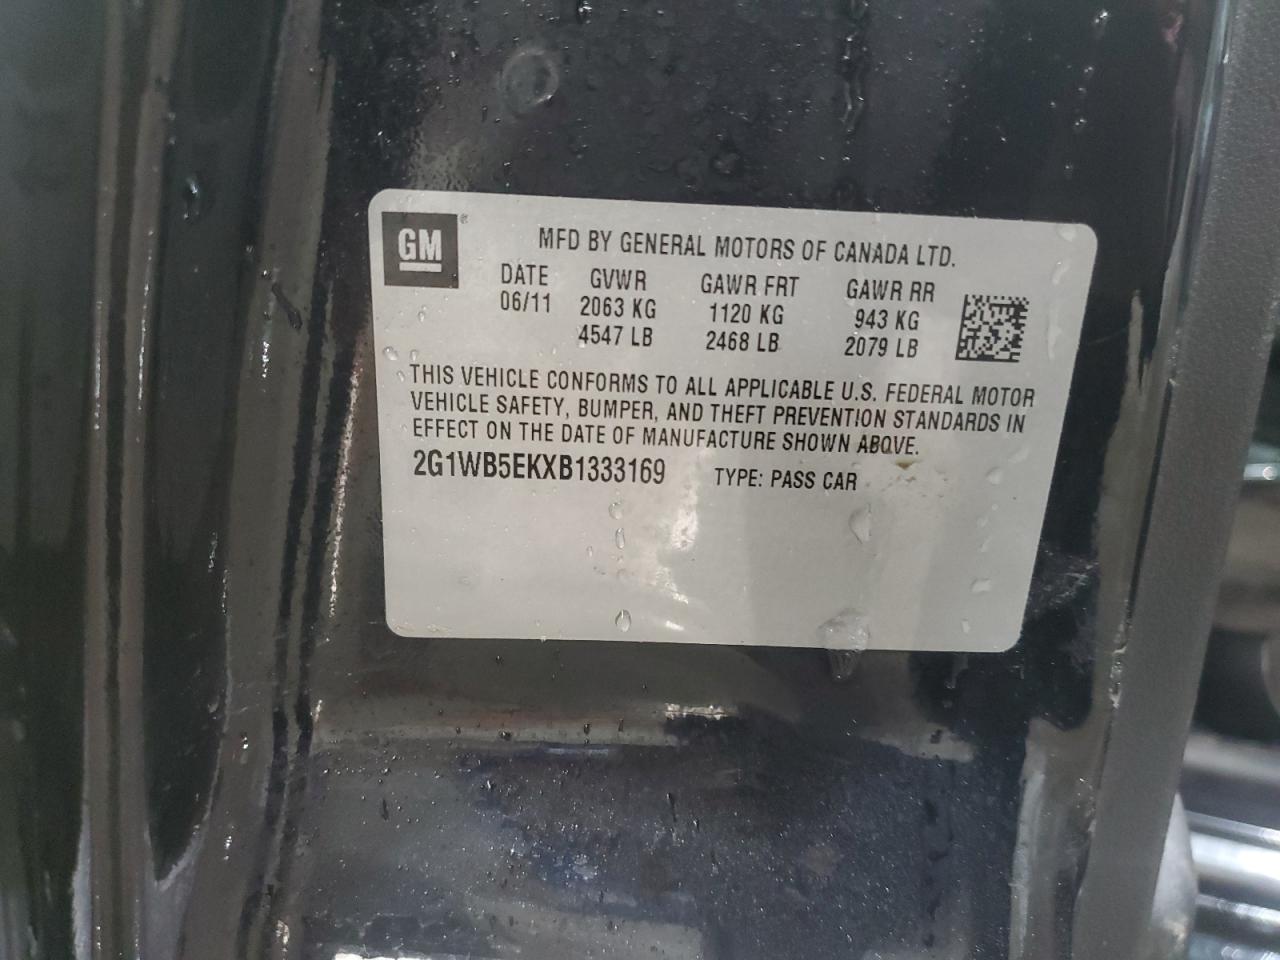 GM®
MFD BY GENERAL MOTORS OF CANADA LTD.
DATE GVWR GAWR FRT GAWR RR
06/11 2063 KG 1120 KG 943 KG
4547 LB 2468 LB 2079 LB
THIS VEHICLE CONFORMS TO ALL APPLICABLE U.S. FEDERAL MOTOR
VEHICLE SAFETY, BUMPER, AND THEFT PREVENTION STANDARDS IN
EFFECT ON THE DATE OF MANUFACTURE SHOWN ABOVE.
2G1WB5EKXB1333169 TYPE: PASS CAR